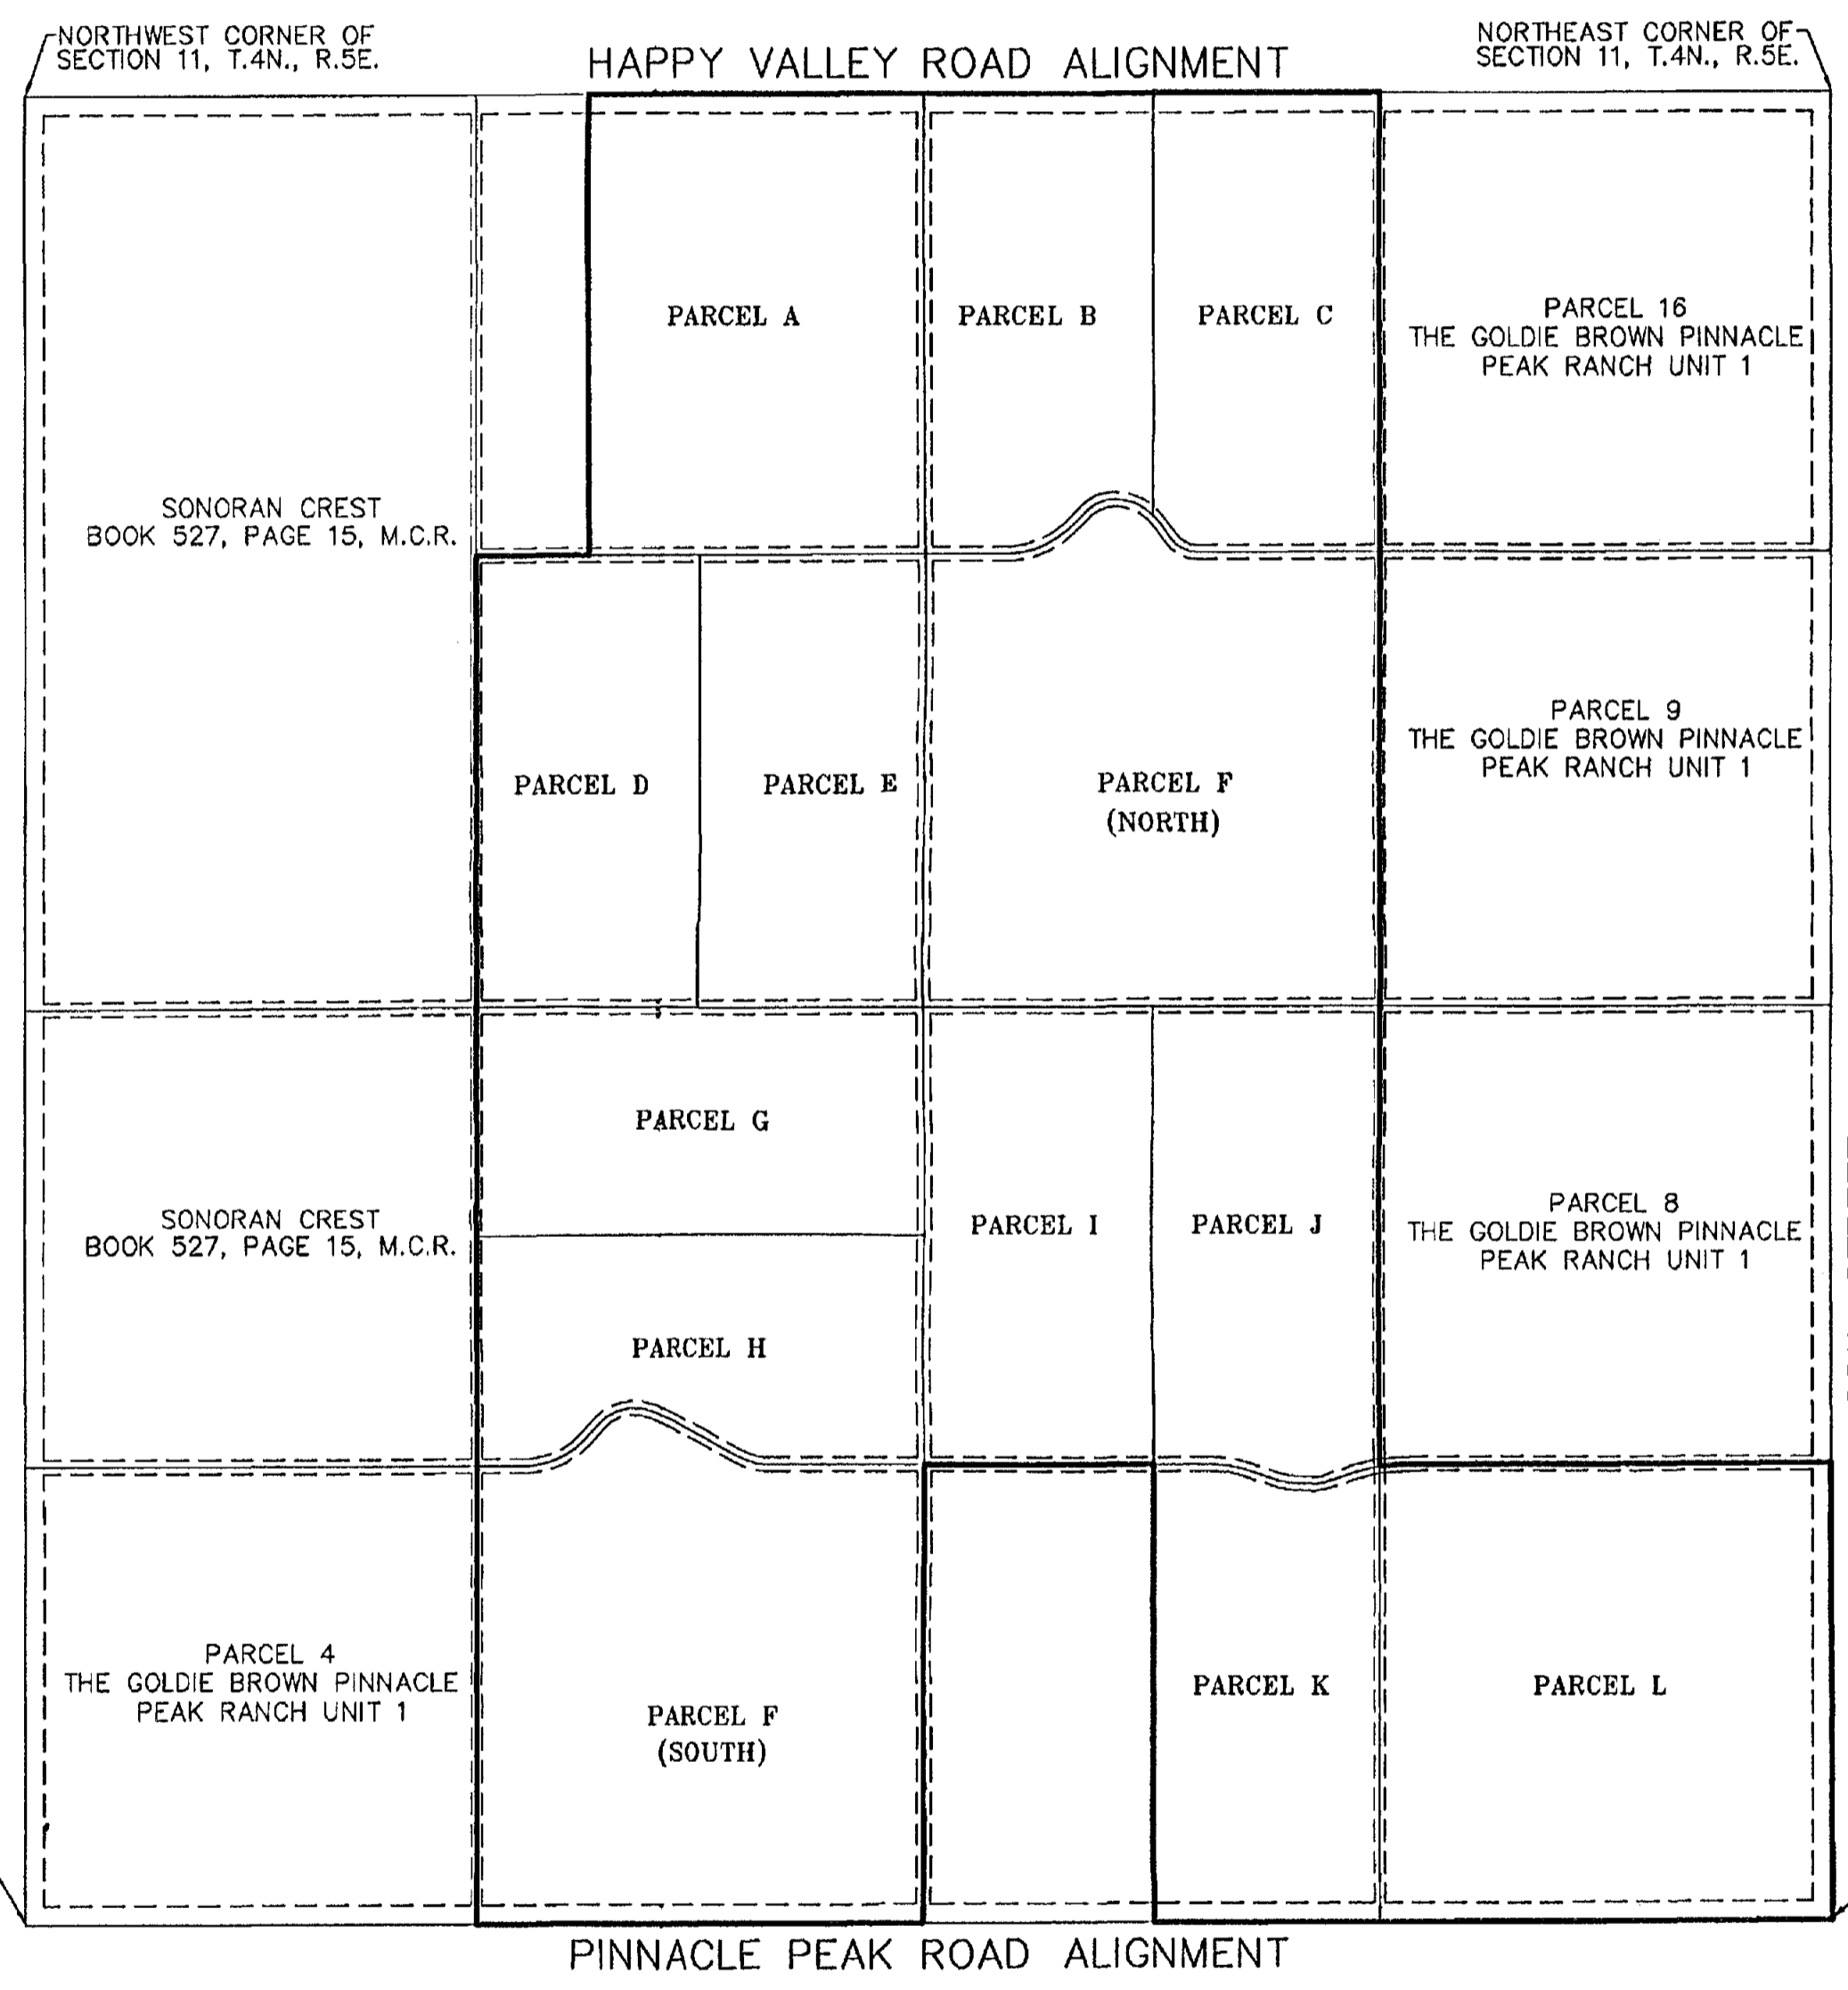 NORTHWEST CORNER OF
SECTION 11, T.4N., R.5E.
HAPPY VALLEY ROAD ALIGNMENT
NORTHEAST CORNER OF
SECTION 11, T.4N., R.5E.
PARCEL A
PARCEL B
PARCEL C
PARCEL 16
THE GOLDIE BROWN PINNACLE
PEAK RANCH UNIT 1
SONORAN CREST
BOOK 527, PAGE 15, M.C.R.
PARCEL D
PARCEL E
PARCEL F
(NORTH)
PARCEL 9
THE GOLDIE BROWN PINNACLE
PEAK RANCH UNIT 1
PARCEL G
SONORAN CREST
BOOK 527, PAGE 15, M.C.R.
PARCEL H
PARCEL I
PARCEL J
PARCEL 8
THE GOLDIE BROWN PINNACLE
PEAK RANCH UNIT 1
PARCEL 4
THE GOLDIE BROWN PINNACLE
PEAK RANCH UNIT 1
PARCEL F
(SOUTH)
PARCEL K
PARCEL L
PINNACLE PEAK ROAD ALIGNMENT